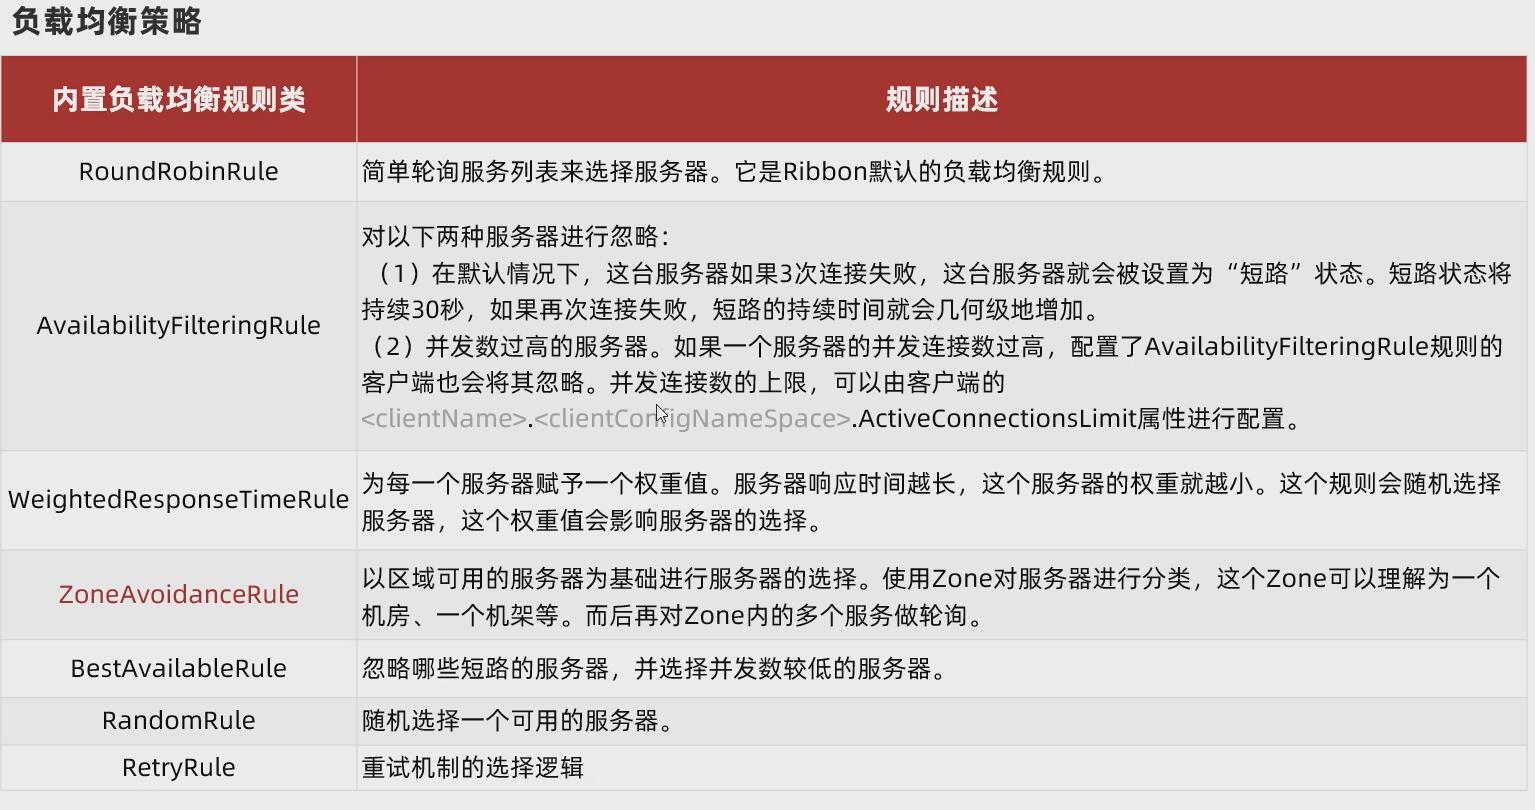 负载均衡策略
内置负载均衡规则类
规则描述
RoundRobinRule
简单轮询服务列表来选择服务器。它是Ribbon默认的负载均衡规则。
AvailabilityFilteringRule
对以下两种服务器进行忽略：
（1）在默认情况下，这台服务器如果3次连接失败，这台服务器就会被设置为“短路”状态。短路状态将
持续30秒，如果再次连接失败，短路的持续时间就会几何级地增加。
（2）并发数过高的服务器。如果一个服务器的并发连接数过高，配置了AvailabilityFilteringRule规则的
客户端也会将其忽略。并发连接数的上限，可以由客户端的
<clientName>.<clientConfigNameSpace>.ActiveConnectionsLimit属性进行配置。
WeightedResponseTimeRule
为每一个服务器赋予一个权重值。服务器响应时间越长，这个服务器的权重就越小。这个规则会随机选择
服务器，这个权重值会影响服务器的选择。
ZoneAvoidanceRule
以区域可用的服务器为基础进行服务器的选择。使用Zone对服务器进行分类，这个Zone可以理解为一个
机房、一个机架等。而后再对Zone内的多个服务做轮询。
BestAvailableRule
忽略哪些短路的服务器，并选择并发数较低的服务器。
RandomRule
随机选择一个可用的服务器。
RetryRule
重试机制的选择逻辑